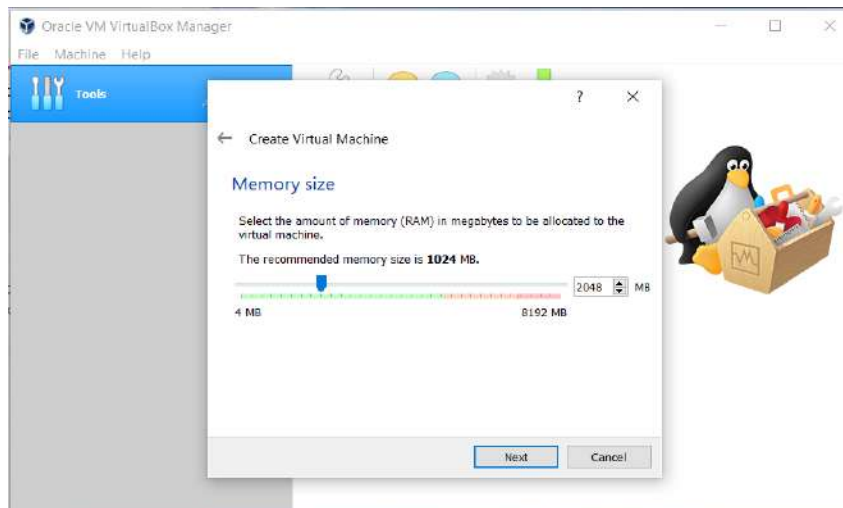 Oracle VM VirtualBox Manager
File Machine Help
Tools
? 
Create Virtual Machine
Memory size
Select the amount of memory (RAM) in megabytes to be allocated to the
virtual machine.
The recommended memory size is 1024 MB.
2048 MB
4 MB 8192 MB
Next Cancel